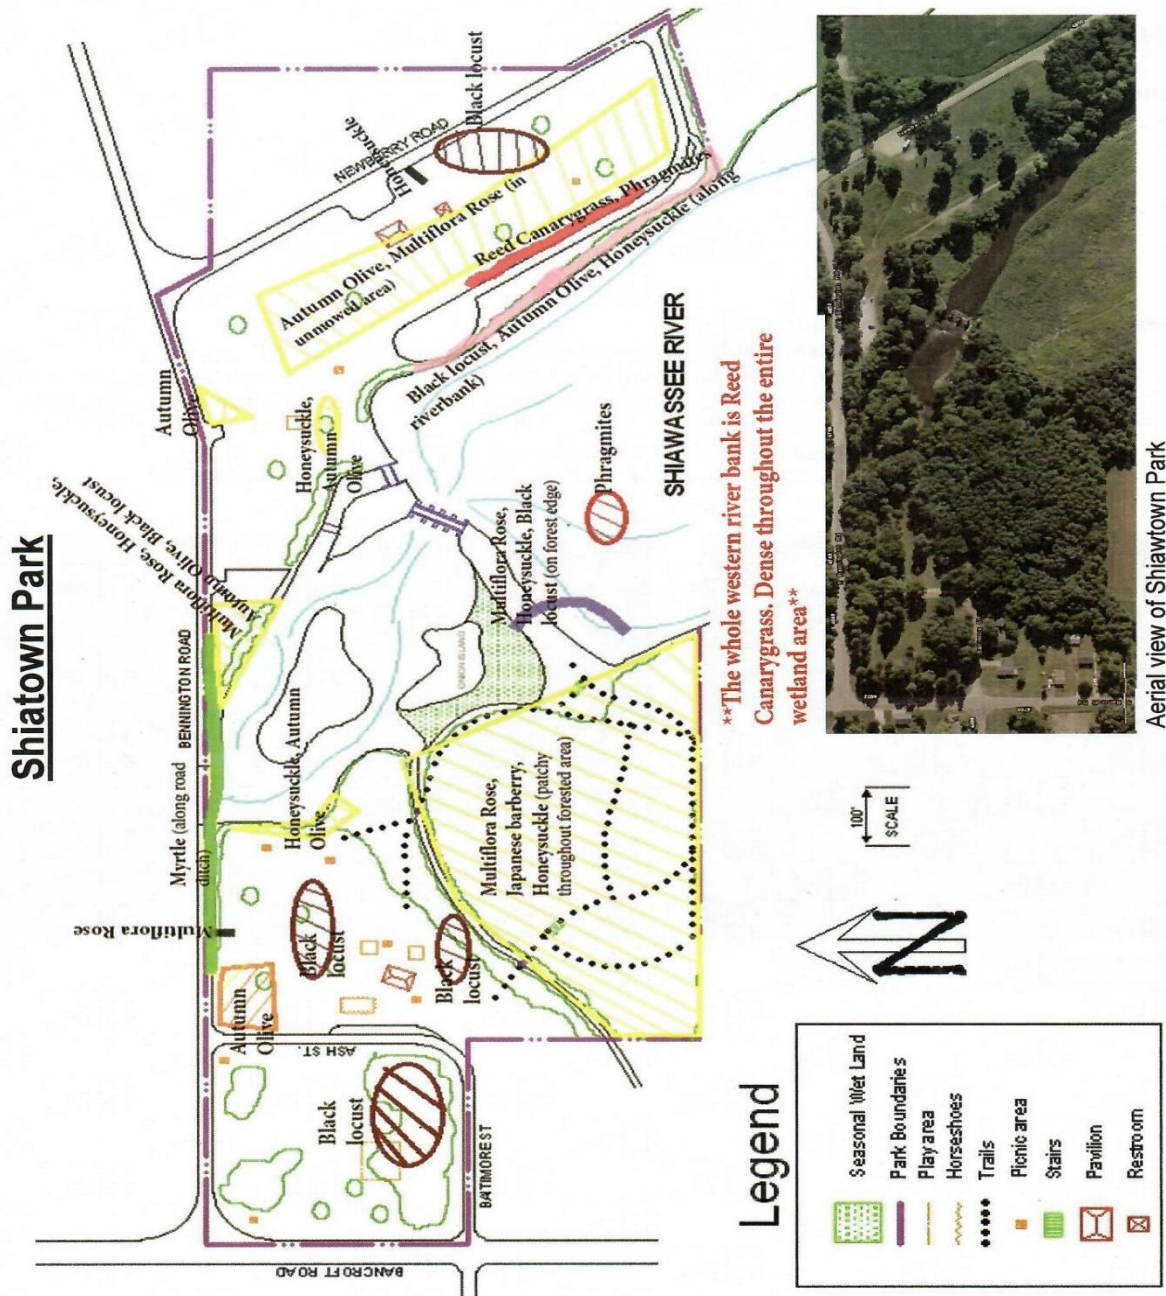 Shiatown Park
BANCROFT ROAD
BENNINGTON ROAD
NEWBERRY ROAD
ASH ST.
BATIMOREST
Black
locust
Autumn
Olive
Multiflora Rose
Myrtle (along road
ditch)
Black
locust
Black
locust
Honeysuckle, Autumn
Olive
Multiflora Rose, Honeysuckle,
Autumn Olive, Black locust
Autumn
Olive
Honeysuckle,
Autumn
Olive
Autumn Olive, Multiflora Rose (in
unmowed area)
Honeysuckle
Black locust
Reed Canarygrass, Phragmites
Black locust, Autumn Olive, Honeysuckle (along
riverbank)
Multiflora Rose,
Honeysuckle, Black
locust (on forest edge)
Phragmites
SHIAWASSEE RIVER
Multiflora Rose,
Japanese barberry,
Honeysuckle (patchy
throughout forested area)
**The whole western river bank is Reed
Canarygrass. Dense throughout the entire
wetland area**
Legend
Seasonal Wet Land
Park Boundaries
Play area
Horseshoes
Trails
Picnic area
Stairs
Pavilion
Restroom
N
100'
SCALE
Aerial view of Shiawtown Park